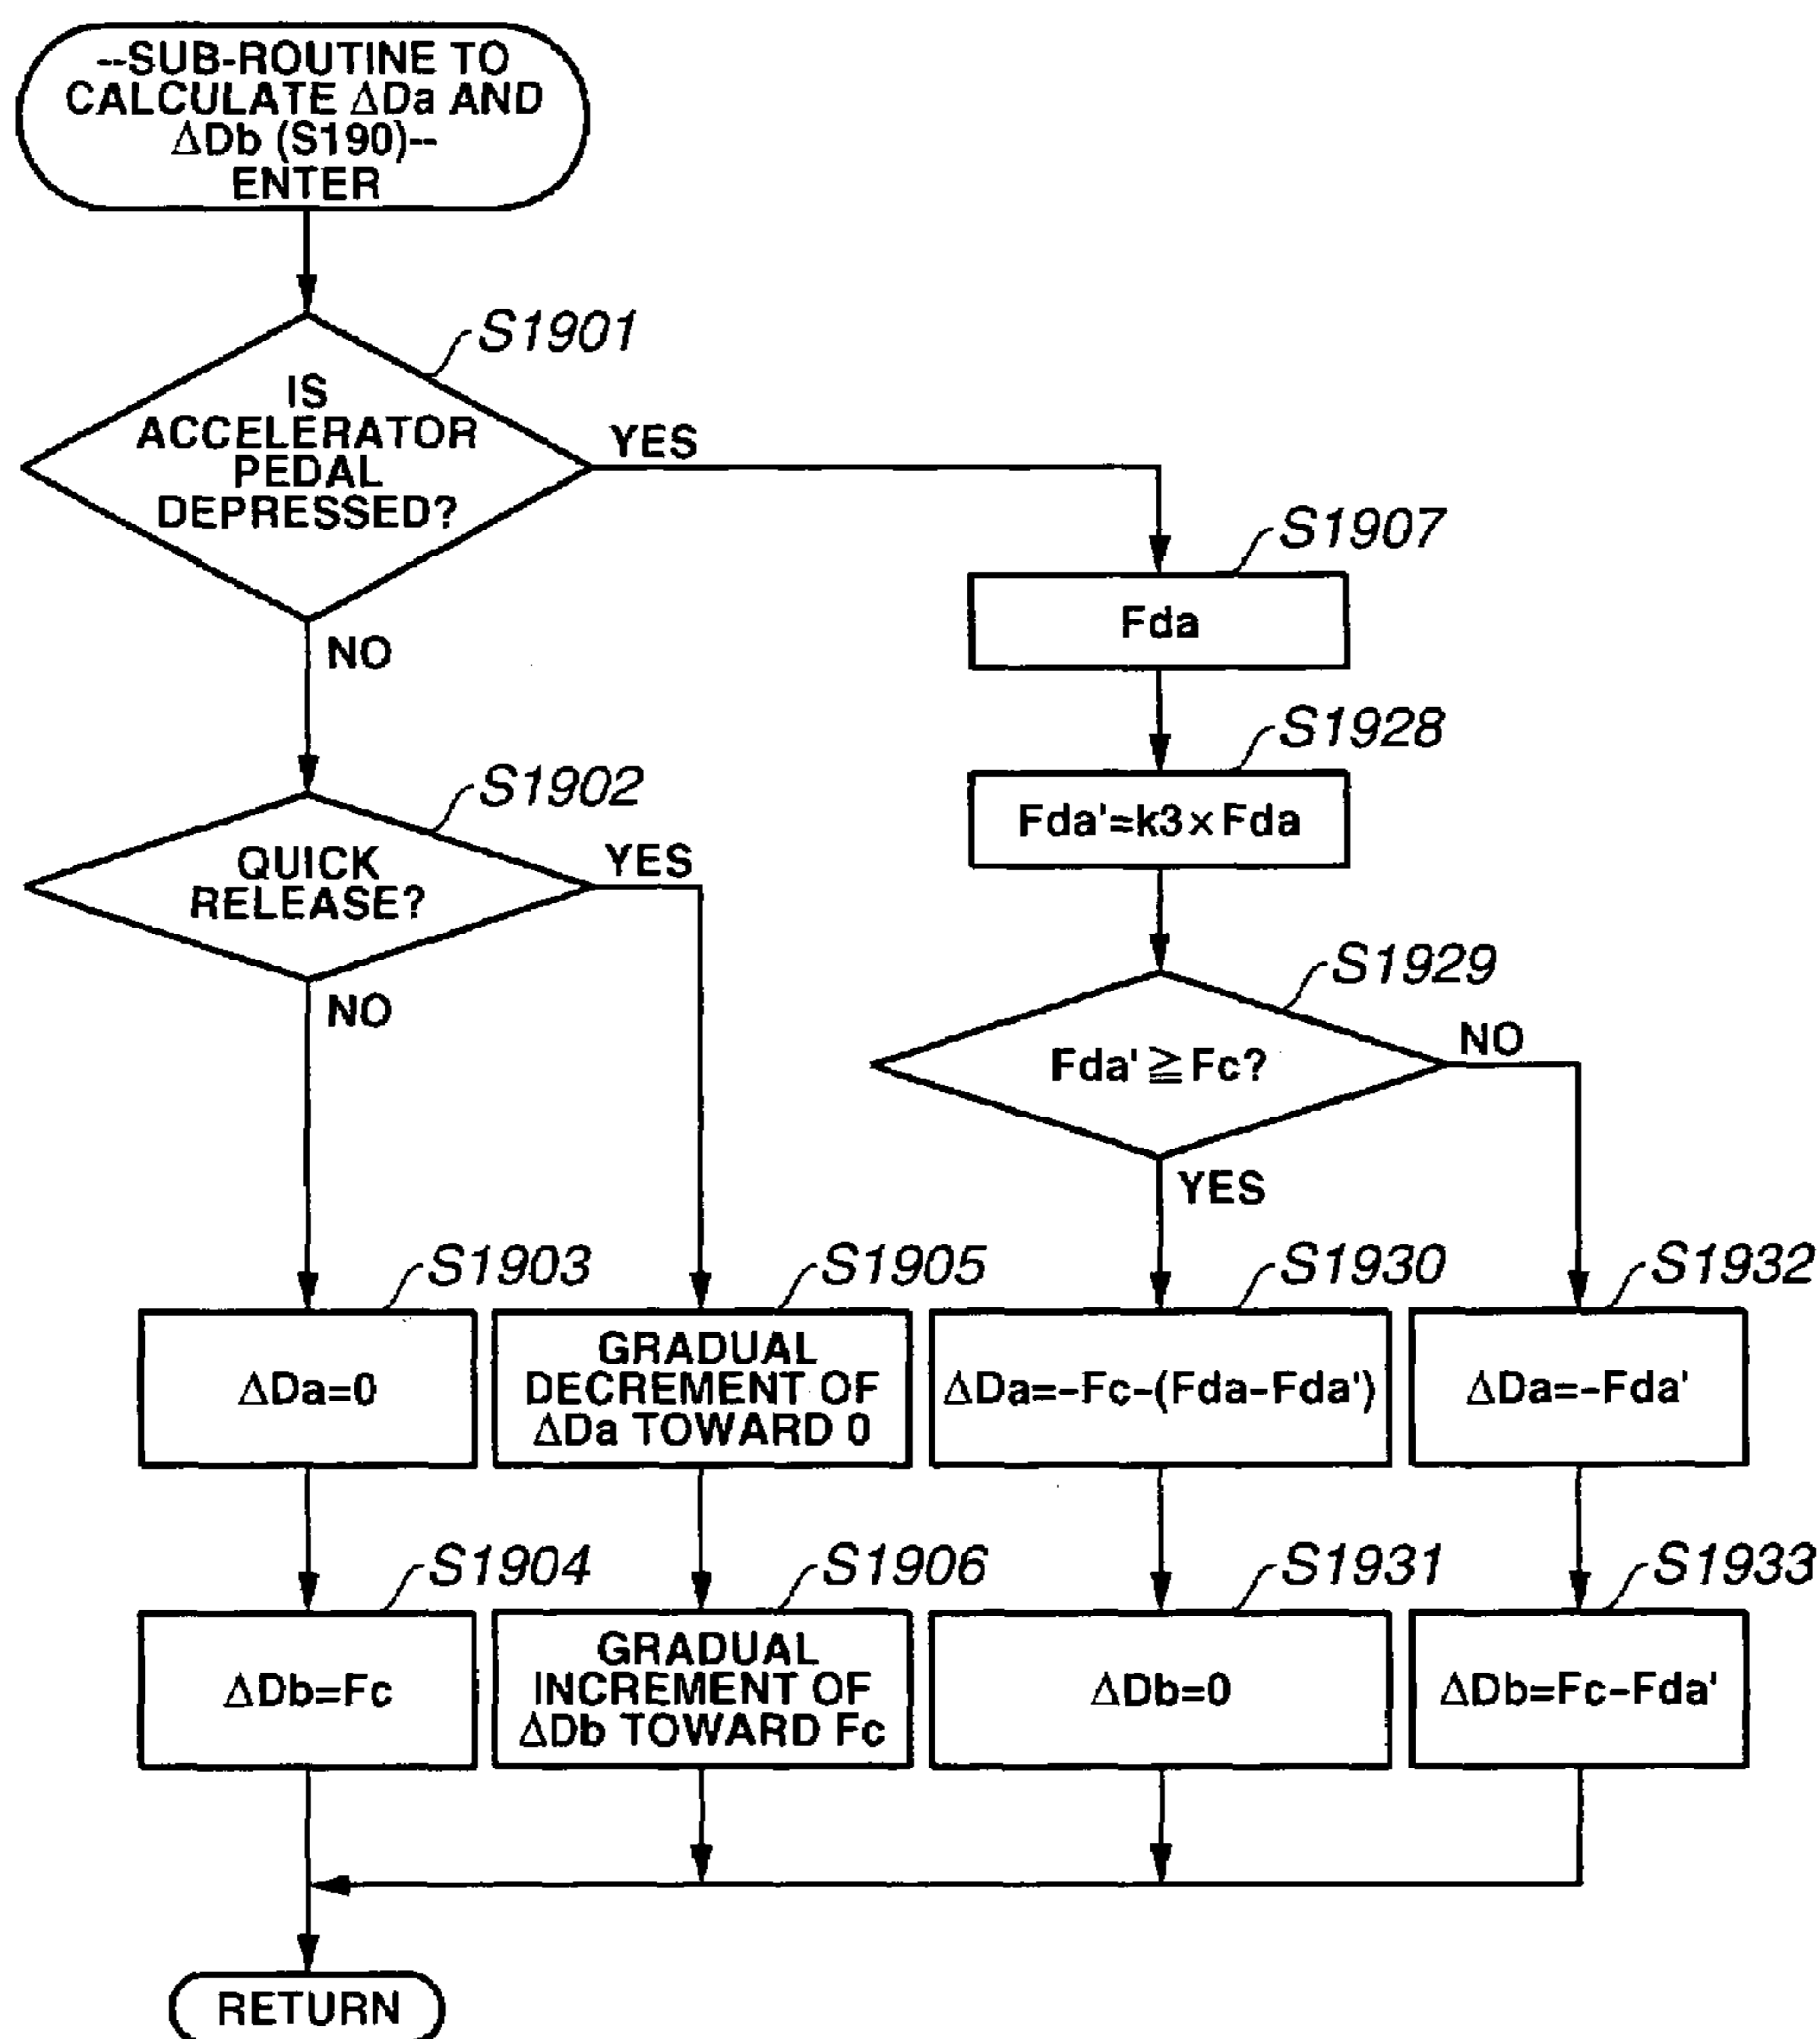 --SUB-ROUTINE TO
CALCULATE ΔDa AND
ΔDb (S190)--
ENTER
S1901
IS
ACCELERATOR
PEDAL
DEPRESSED?
YES
NO
S1907
Fda
S1928
Fda'=k3×Fda
S1902
QUICK
RELEASE?
YES
NO
S1929
Fda'≧Fc?
NO
YES
S1903
ΔDa=0
S1905
GRADUAL
DECREMENT OF
ΔDa TOWARD 0
S1930
ΔDa=-Fc-(Fda-Fda')
S1932
ΔDa=-Fda'
S1904
ΔDb=Fc
S1906
GRADUAL
INCREMENT OF
ΔDb TOWARD Fc
S1931
ΔDb=0
S1933
ΔDb=Fc-Fda'
RETURN